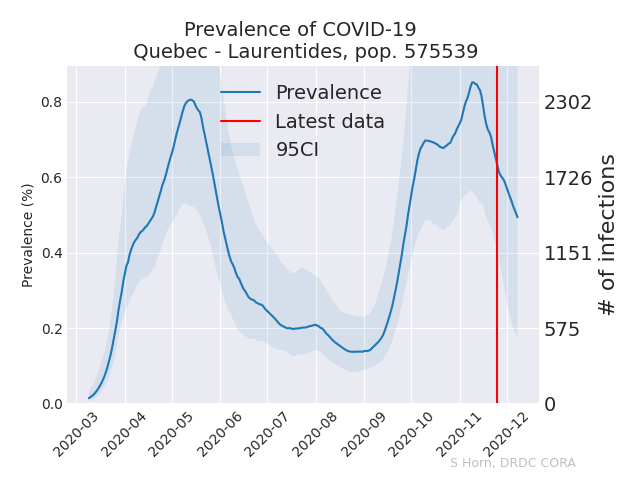 Prevalence of COVID-19
Quebec - Laurentides, pop. 575539
Prevalence (%)
0.8
0.6
0.4
0.2
0.0
Prevalence
Latest data
95CI
2302
1726
1151
575
0
# of infections
2020-03
2020-04
2020-05
2020-06
2020-07
2020-08
2020-09
2020-10
2020-11
2020-12
S Horn, DRDC CORA